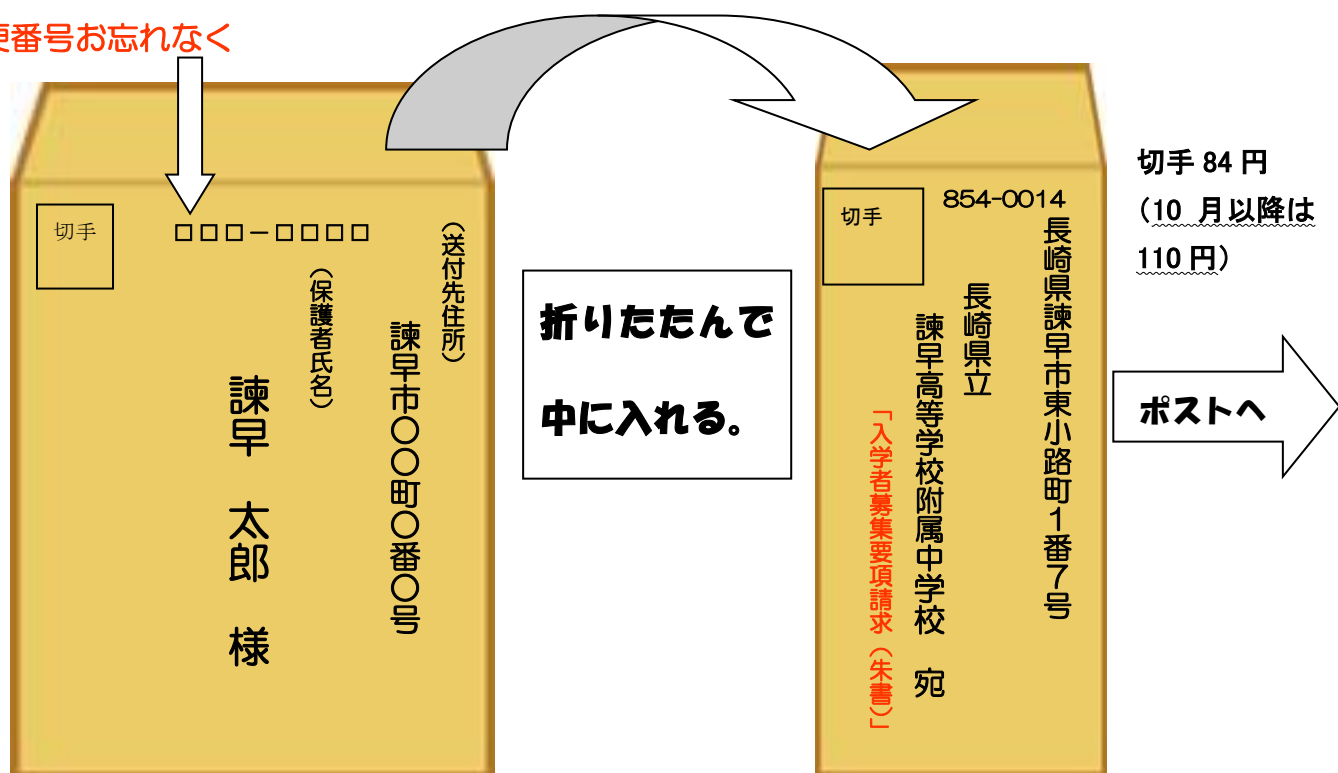 便番号お忘れなく
切手
□□□－□□□□
（送付先住所）
諫早市〇〇町〇番〇号
（保護者氏名）
諫早　太郎　様
折りたたんで
中に入れる。
切手
854-0014
長崎県諫早市東小路町１番７号
長崎県立
諫早高等学校附属中学校　宛
「入学者募集要項請求（朱書）」
切手 84 円
（10 月以降は
110 円）
ポストへ